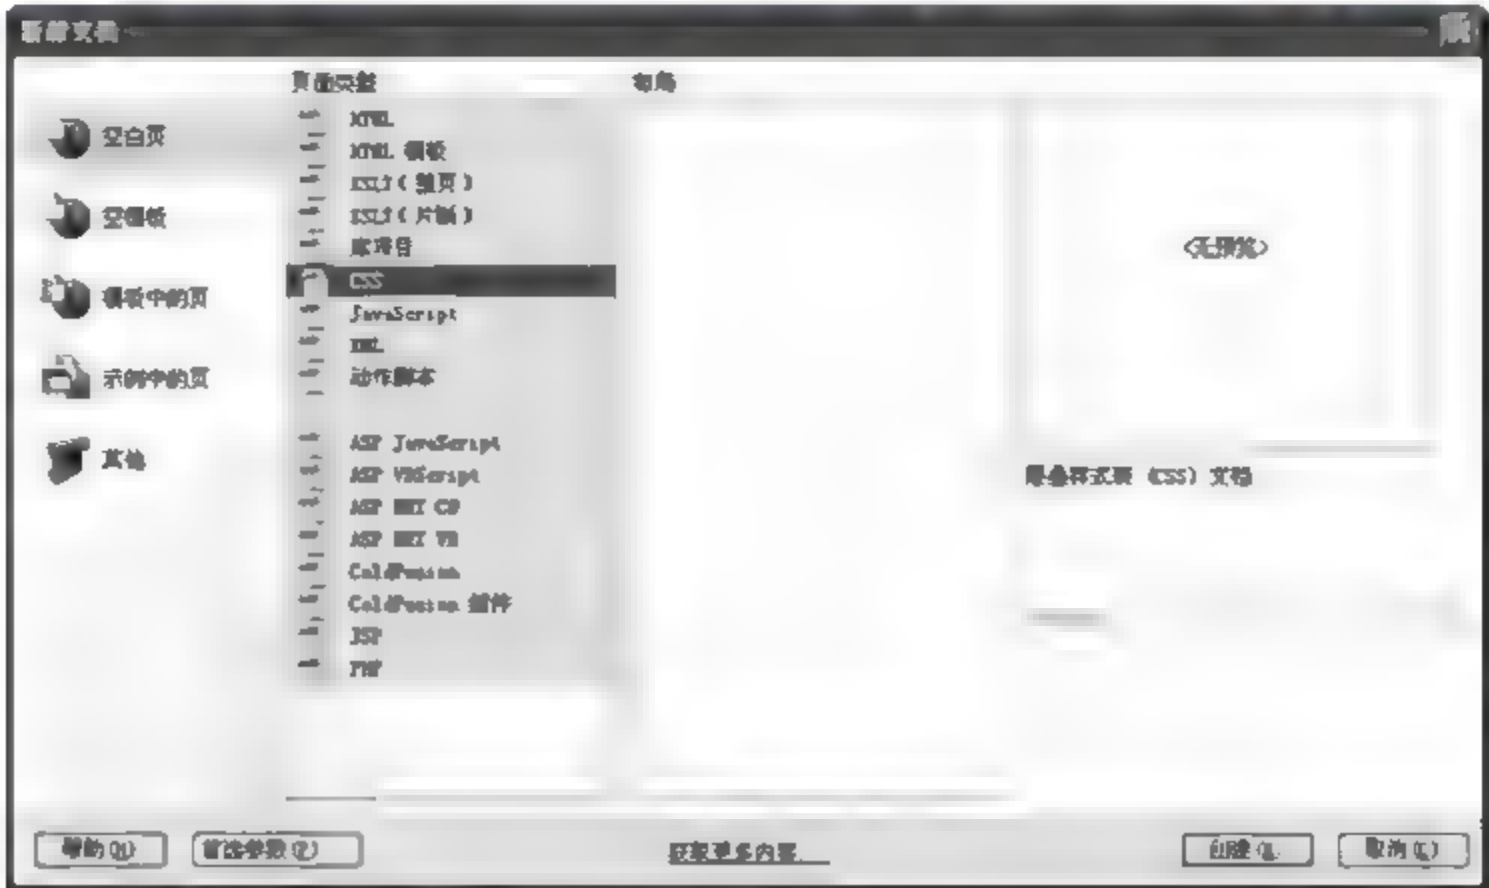 新建文档
页面类型
布局
空白页
空模板
模板中的页
示例中的页
其他
HTML
HTML 模板
XSLT（整页）
XSLT（片断）
库项目
CSS
JavaScript
XML
动作脚本
ASP JavaScript
ASP VBScript
ASP NET C#
ASP NET VB
ColdFusion
ColdFusion 组件
JSP
PHP
<无预览>
层叠样式表 (CSS) 文档
帮助(H)
首选参数(P)
获取更多内容
创建(R)
取消(C)